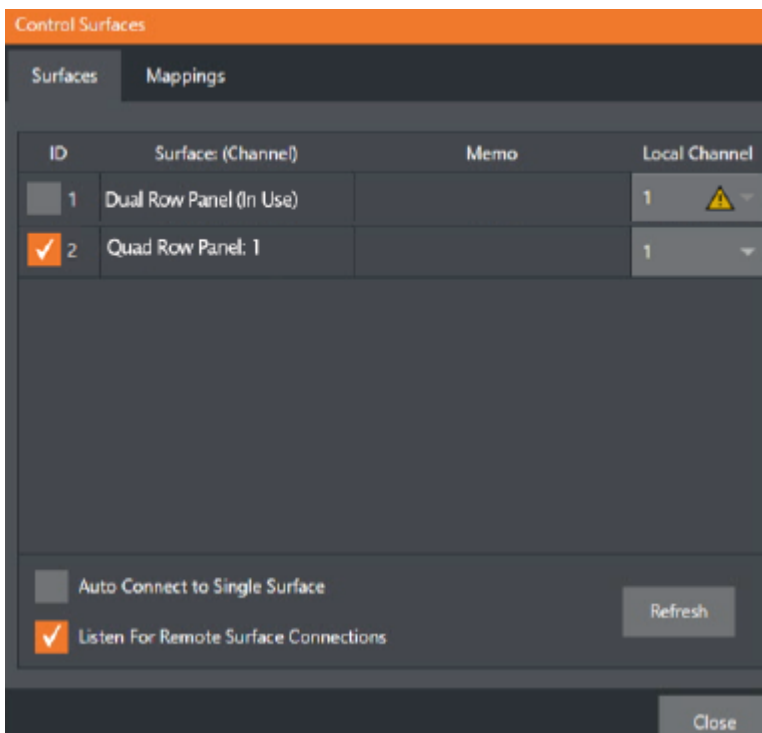 Control Surfaces
Surfaces Mappings
ID Surface: (Channel) Memo Local Channel
1 Dual Row Panel (In Use) 1
2 Quad Row Panel: 1 1
Auto Connect to Single Surface
Refresh
Listen For Remote Surface Connections
Close